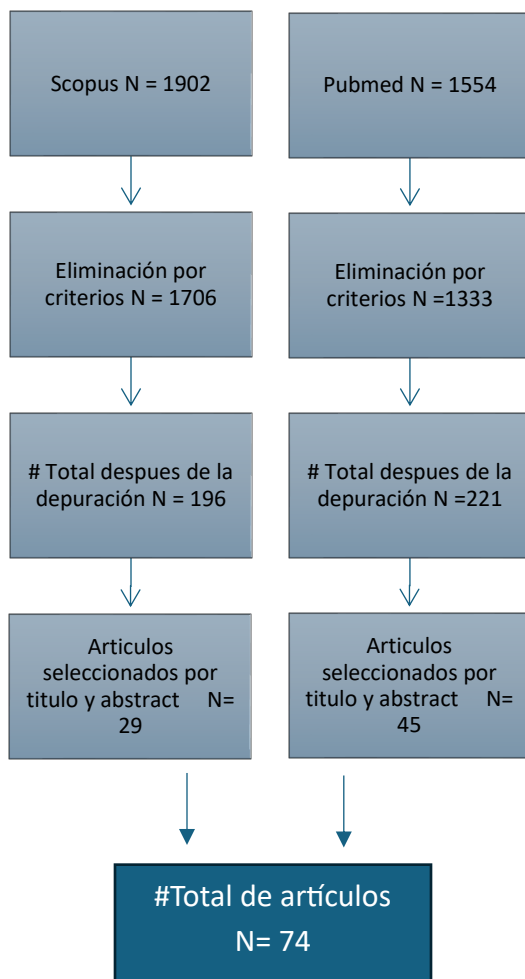 Scopus N = 1902
Pubmed N = 1554
Eliminación por
criterios N = 1706
Eliminación por
criterios N =1333
# Total despues de la
depuración N = 196
# Total despues de la
depuración N =221
Articulos
seleccionados por
titulo y abstract N=
29
Articulos
seleccionados por
titulo y abstract N=
45
#Total de artículos
N= 74